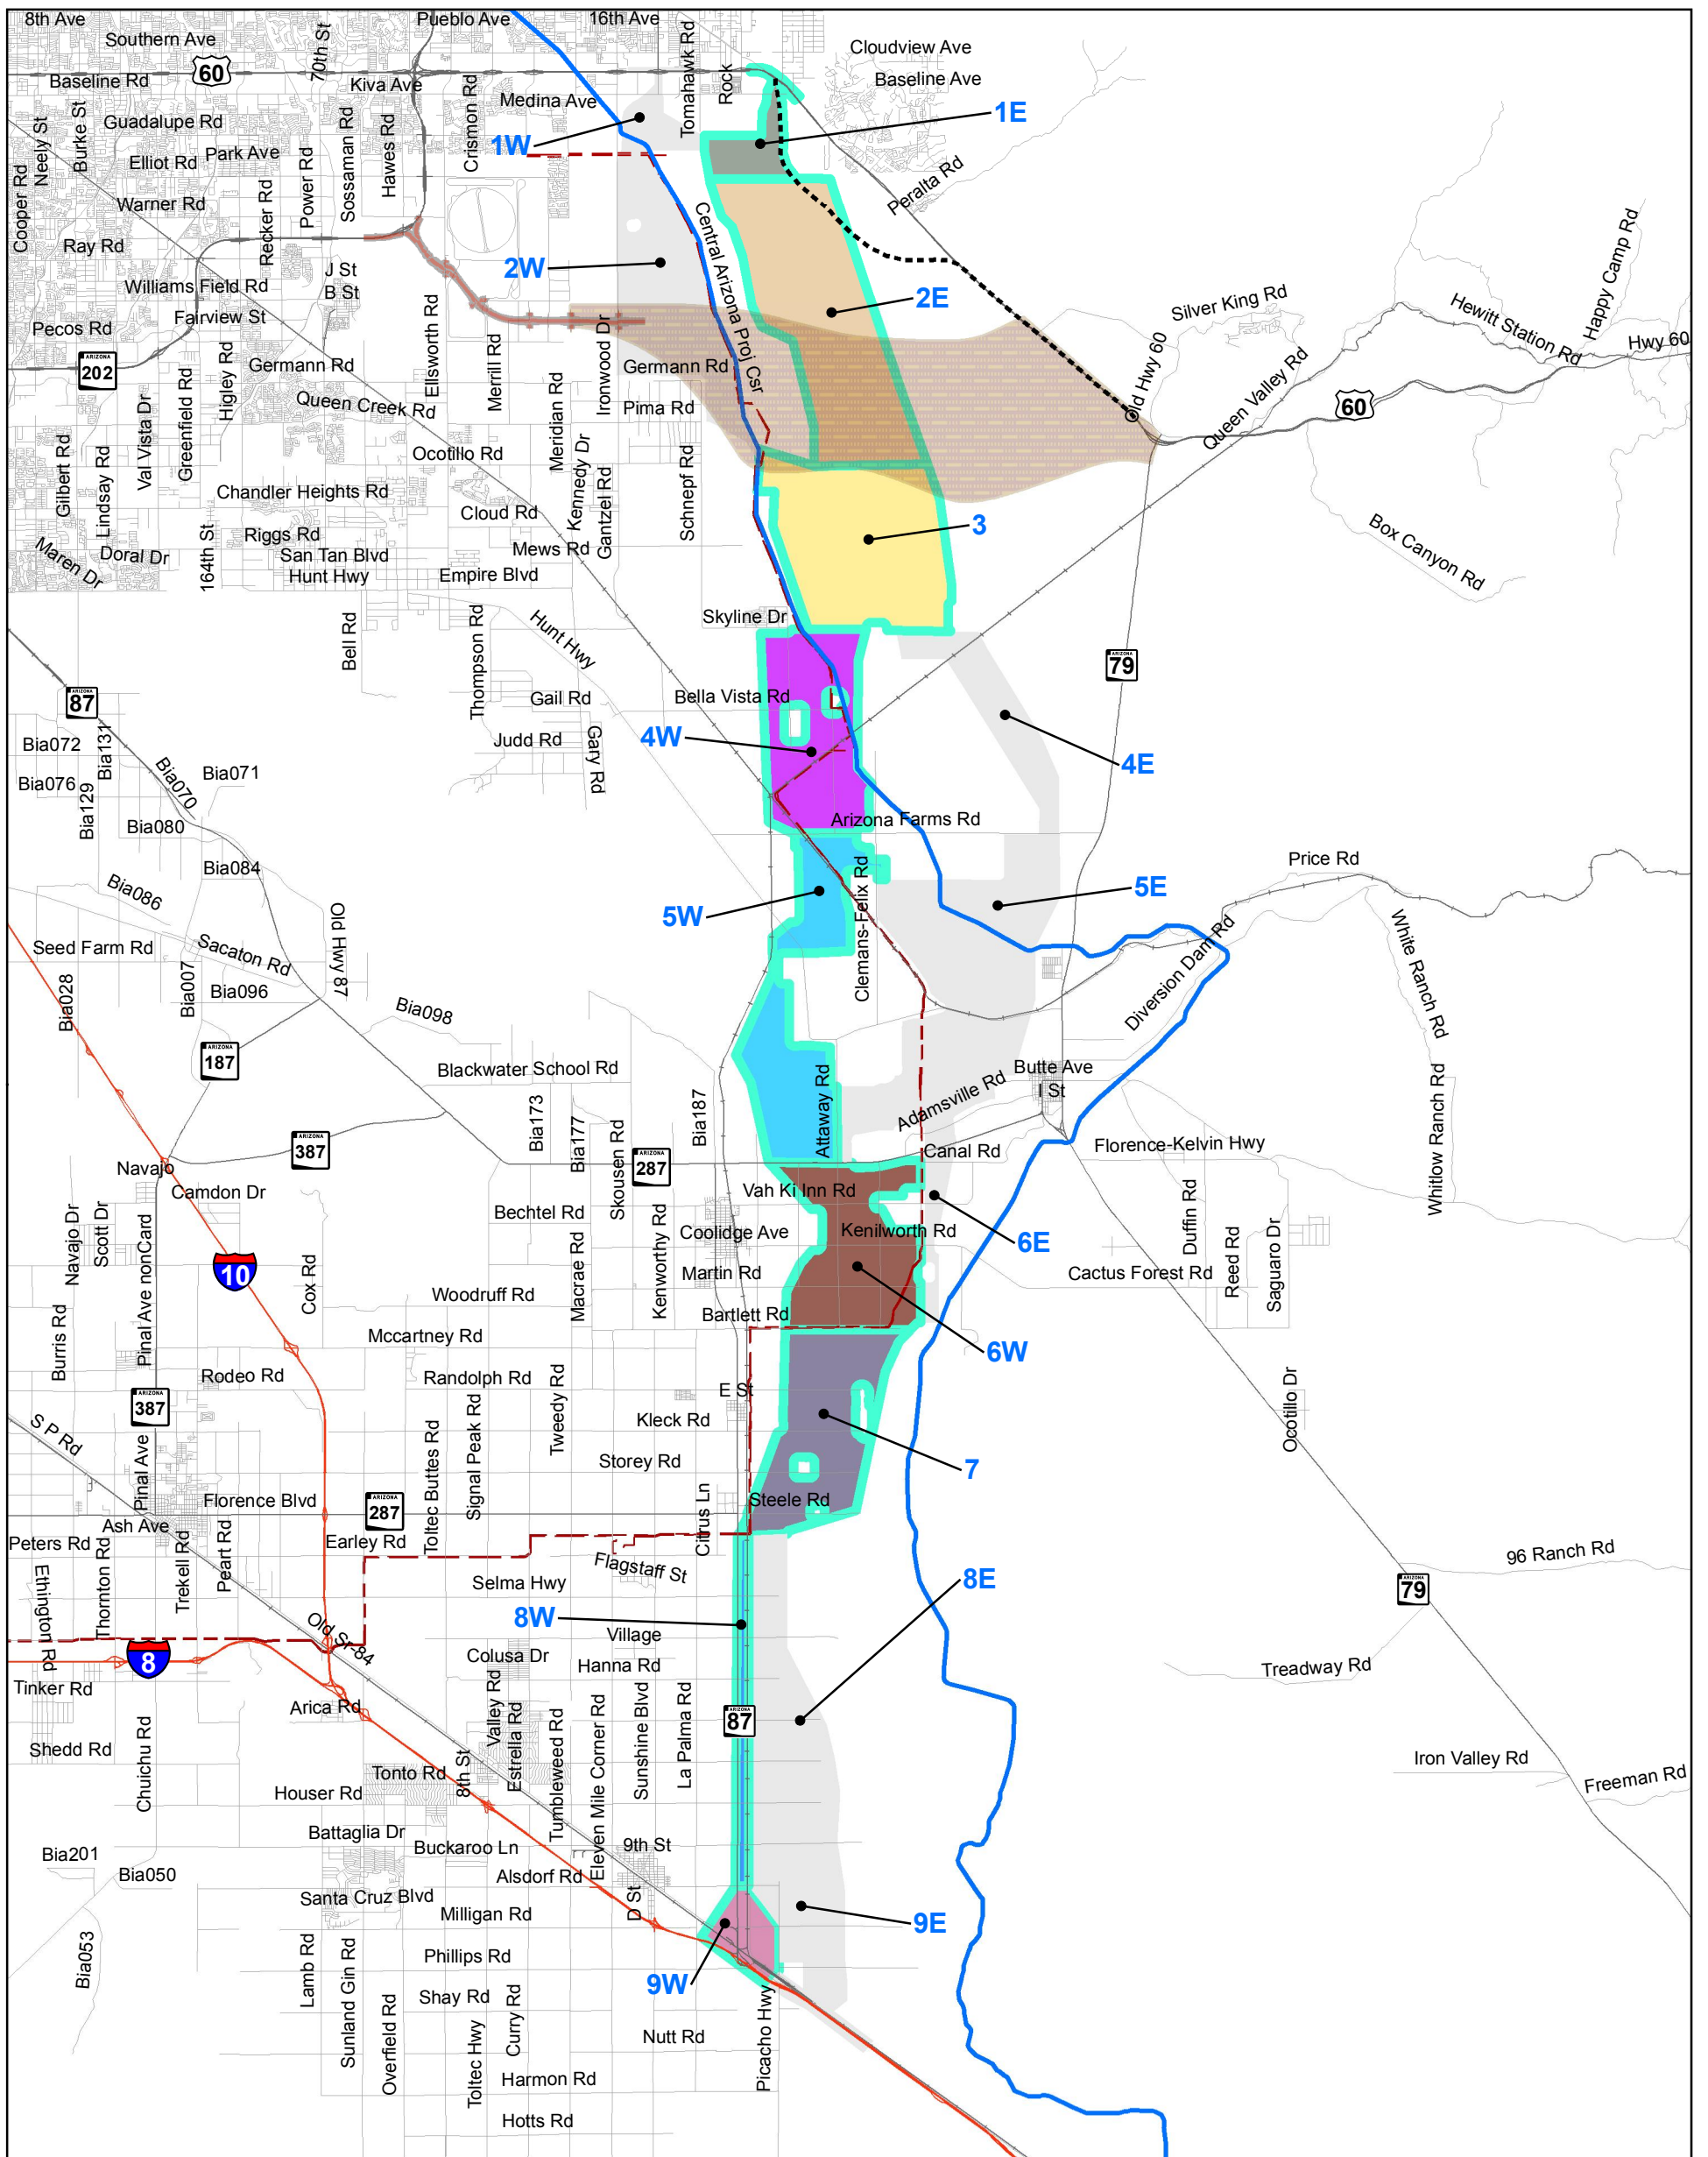 8th Ave
Pueblo Ave
16th Ave
Southern Ave
70th St
Tomahawk Rd
Rock
Cloudview Ave
60
Baseline Rd
Kiva Ave
Baseline Ave
Medina Ave
Crismon Rd
Burke St
Neely St
Guadalupe Rd
Sossaman Rd
Hawes Rd
1E
1W
Elliot Rd
Park Ave
Power Rd
Cooper Rd
Recker Rd
Peralta Rd
Warner Rd
Ray Rd
Central Arizona Proj Csr
Happy Camp Rd
J St
B St
2W
2E
Williams Field Rd
Silver King Rd
Hewitt Station Rd
Fairview St
Pecos Rd
Ellsworth Rd
Merrill Rd
Ironwood Dr
Old Hwy 60
Hwy 60
ARIZONA
202
Higley Rd
Germann Rd
Germann Rd
Queen Valley Rd
60
Greenfield Rd
Val Vista Dr
Queen Creek Rd
Meridian Rd
Pima Rd
Gilbert Rd
Lindsay Rd
Ocotillo Rd
Kennedy Dr
Gantzel Rd
Schnepf Rd
Chandler Heights Rd
Cloud Rd
3
Box Canyon Rd
164th St
Riggs Rd
Maren Dr
Doral Dr
San Tan Blvd
Mews Rd
Hunt Hwy
Empire Blvd
Skyline Dr
Bell Rd
Thompson Rd
Hunt Hwy
ARIZONA
79
ARIZONA
87
Gail Rd
Bella Vista Rd
Bia072
Bia131
Judd Rd
Gary Rd
4W
4E
Bia076
Bia070
Bia071
Bia129
Bia080
Arizona Farms Rd
Price Rd
Bia084
Bia086
Clemans-Felix Rd
5W
5E
Old Hwy 87
White Ranch Rd
Seed Farm Rd
Sacaton Rd
Diversion Dam Rd
Bia028
Bia007
Bia096
Bia098
ARIZONA
187
Blackwater School Rd
Butte Ave
I St
Attaway Rd
Adamsville Rd
Whitlow Ranch Rd
Bia173
Bia177
Skousen Rd
Bia187
ARIZONA
387
ARIZONA
287
Canal Rd
Florence-Kelvin Hwy
Navajo
Camdon Dr
Vah Ki Inn Rd
Navajo Dr
Scott Dr
Pinal Ave nonCard
Bechtel Rd
Kenworthy Rd
Coolidge Ave
Kenilworth Rd
6E
Duffin Rd
Reed Rd
Saguaro Dr
10
Cox Rd
Macrae Rd
Martin Rd
Cactus Forest Rd
Woodruff Rd
Bartlett Rd
Burris Rd
Mccartney Rd
6W
Rodeo Rd
Randolph Rd
E St
ARIZONA
387
Tweedy Rd
Kleck Rd
Ocotillo Dr
S P Rd
Pinal Ave
Toltec Buttes Rd
Signal Peak Rd
Storey Rd
7
Florence Blvd
ARIZONA
287
Citrus Ln
Steele Rd
Ash Ave
Peters Rd
Earley Rd
Thornton Rd
Trekell Rd
Peart Rd
Flagstaff St
96 Ranch Rd
Ethington Rd
Selma Hwy
8E
ARIZONA
79
8W
Old Sr-84
Village
8
Colusa Dr
Hanna Rd
Treadway Rd
Tinker Rd
Arica Rd
Valley Rd
Estrella Rd
Tumbleweed Rd
Eleven Mile Corner Rd
Sunshine Blvd
La Palma Rd
ARIZONA
87
Shedd Rd
Chuichu Rd
Iron Valley Rd
Freeman Rd
Tonto Rd
8th St
Houser Rd
Battaglia Dr
Buckaroo Ln
9th St
Bia201
Bia050
Alsdorf Rd
Santa Cruz Blvd
Milligan Rd
D St
9E
Bia053
Lamb Rd
Sunland Gin Rd
Phillips Rd
9W
Overfield Rd
Shay Rd
Toltec Hwy
Curry Rd
Nutt Rd
Picacho Hwy
Harmon Rd
Hotts Rd